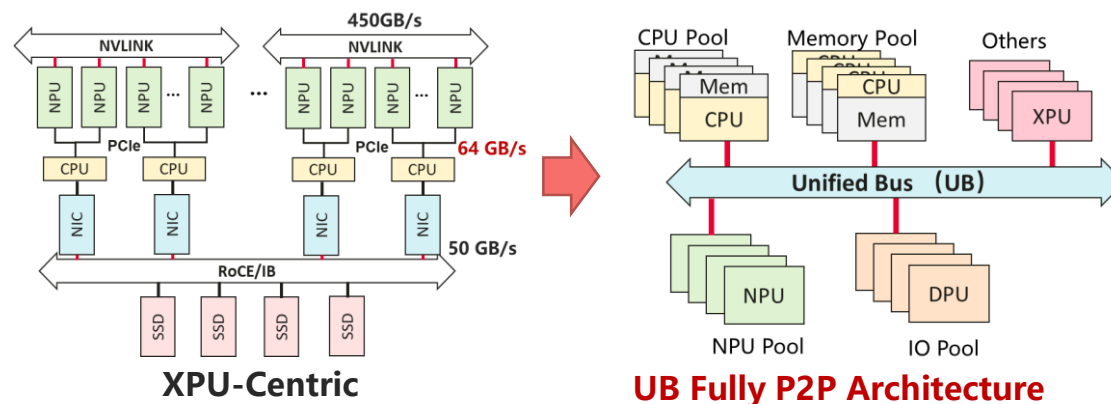 450GB/s
NVLINK
NVLINK
NPU
NPU
NPU
...
NPU
...
NPU
NPU
NPU
...
NPU
PCIe
PCIe
64 GB/s
CPU
CPU
CPU
CPU
NIC
NIC
NIC
NIC
50 GB/s
RoCE/IB
SSD
SSD
SSD
SSD
XPU-Centric
CPU Pool
Memory Pool
Others
Mem
CPU
CPU
Mem
XPU
Unified Bus （UB）
NPU
DPU
NPU Pool
IO Pool
UB Fully P2P Architecture